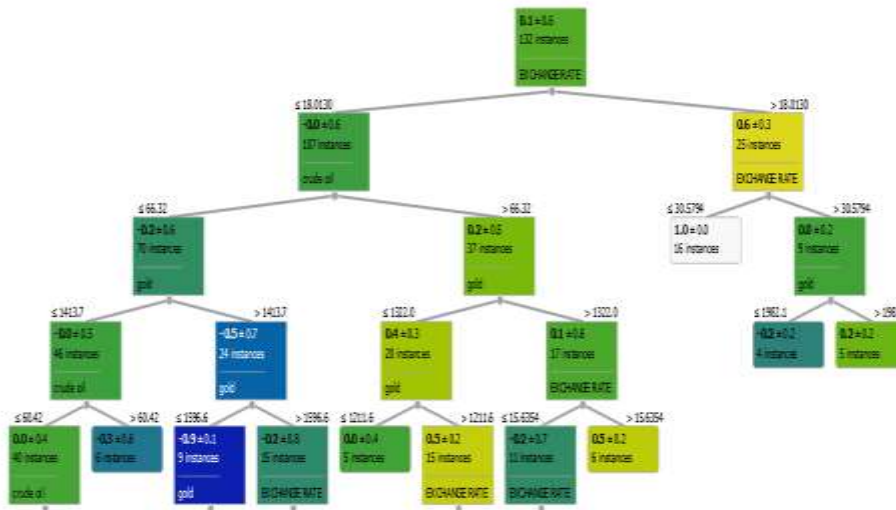 0.1 ± 0.6
132 instances
EXCHANGE RATE
≤ 18.0130
> 18.0130
-0.0 ± 0.6
107 instances
crude oil
0.6 ± 0.3
25 instances
EXCHANGE RATE
≤ 66.32
> 66.32
≤ 30.5794
> 30.5794
-0.2 ± 0.6
70 instances
gold
0.2 ± 0.5
37 instances
gold
1.0 ± 0.0
16 instances
0.0 ± 0.2
9 instances
gold
≤ 1413.7
> 1413.7
≤ 1322.0
> 1322.0
-0.0 ± 0.5
46 instances
crude oil
-0.5 ± 0.7
24 instances
gold
0.4 ± 0.3
20 instances
gold
0.1 ± 0.6
17 instances
EXCHANGE RATE
-0.2 ± 0.2
4 instances
0.2 ± 0.2
5 instances
≤ 60.42
> 60.42
≤ 1596.6
> 1596.6
≤ 1211.6
> 1211.6
≤ 15.6354
> 15.6354
0.0 ± 0.4
40 instances
crude oil
-0.3 ± 0.6
6 instances
-0.9 ± 0.1
9 instances
gold
-0.2 ± 0.8
15 instances
EXCHANGE RATE
0.0 ± 0.4
5 instances
0.5 ± 0.2
15 instances
EXCHANGE RATE
-0.2 ± 0.7
11 instances
EXCHANGE RATE
0.5 ± 0.2
6 instances